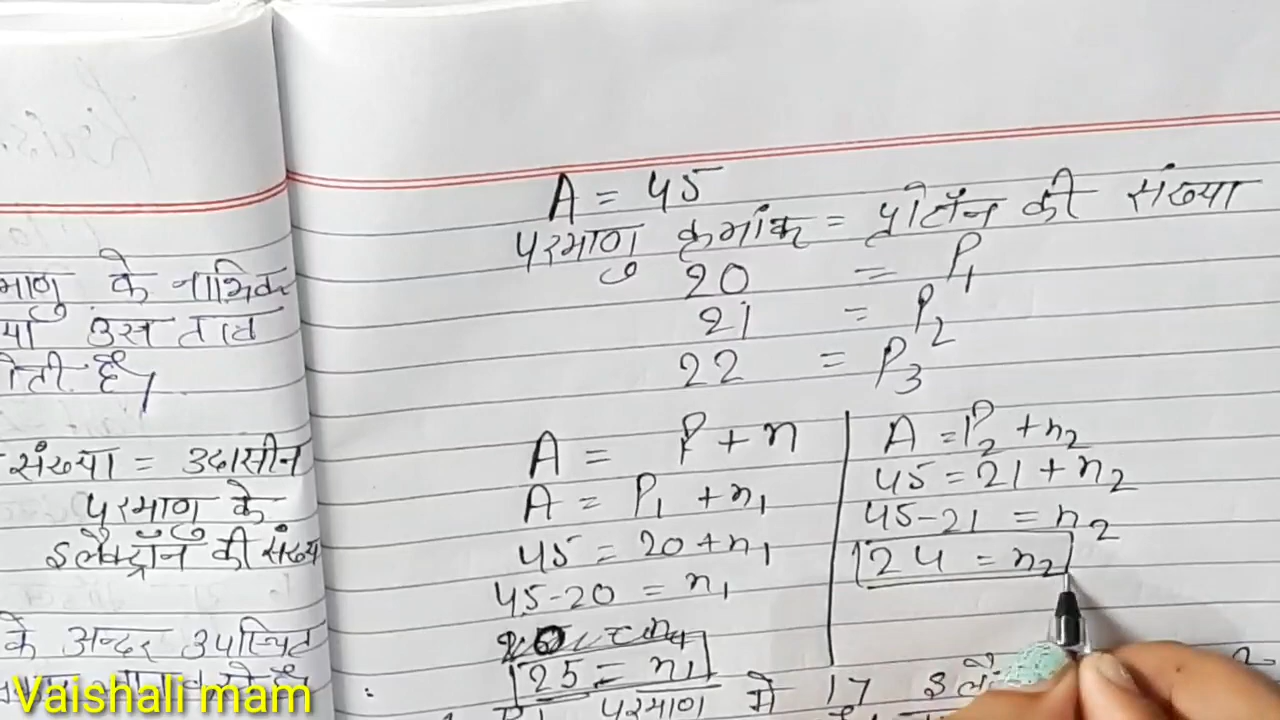 माणु के नाभिक
या उस तत्व
होती है।
संख्या = उदासीन
परमाणु के
इलैक्ट्रॉन की संख्या
के अन्दर उपस्थित
A = 45
परमाणु क्रमांक = प्रोटॉन की संख्या
20 = P1
21 = P2
22 = P3
A = P + n
A = P1 + n1
45 = 20 + n1
45-20 = n1
25 = n1
A = P2 + n2
45 = 21 + n2
45-21 = n2
24 = n2
परमाणु में 17
Vaishali mam